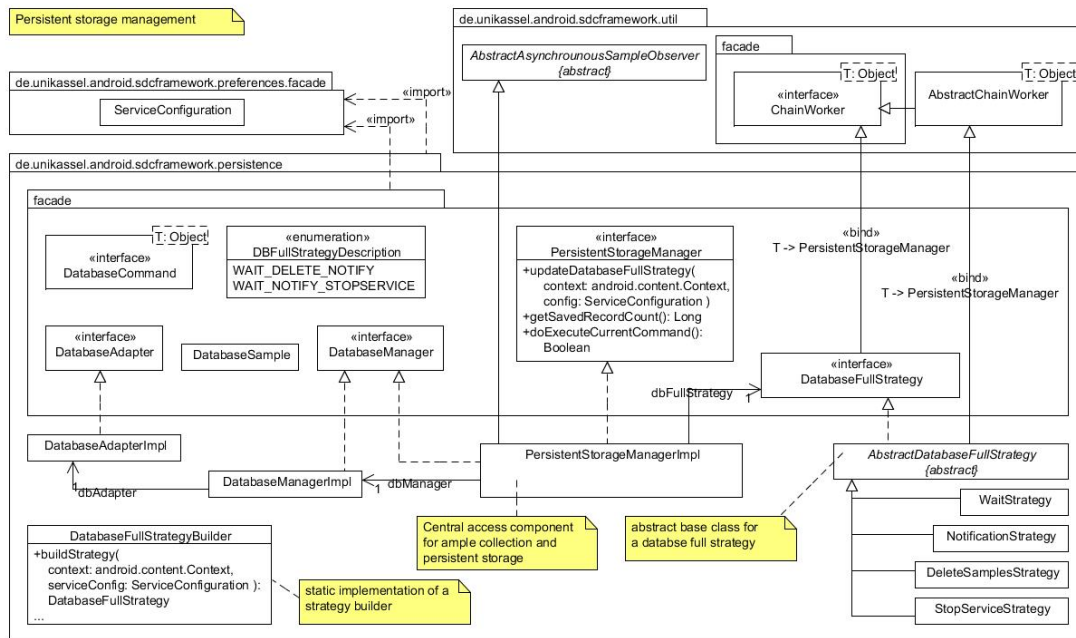 Persistent storage management
de.unikassel.android.sdcframework.util
AbstractAsynchrounousSampleObserver
{abstract}
facade
T: Object
«interface»
ChainWorker
T: Object
AbstractChainWorker
de.unikassel.android.sdcframework.preferences.facade
ServiceConfiguration
«import»
«import»
de.unikassel.android.sdcframework.persistence
facade
T: Object
«interface»
DatabaseCommand
«enumeration»
DBFullStrategyDescription
WAIT_DELETE_NOTIFY
WAIT_NOTIFY_STOPSERVICE
«interface»
PersistentStorageManager
+updateDatabaseFullStrategy(
context: android.content.Context,
config: ServiceConfiguration )
+getSavedRecordCount(): Long
+doExecuteCurrentCommand():
Boolean
«bind»
T -> PersistentStorageManager
«bind»
T -> PersistentStorageManager
«interface»
DatabaseAdapter
DatabaseSample
«interface»
DatabaseManager
«interface»
DatabaseFullStrategy
dbFullStrategy
1
DatabaseAdapterImpl
PersistentStorageManagerImpl
AbstractDatabaseFullStrategy
{abstract}
1
dbAdapter
DatabaseManagerImpl
1
dbManager
WaitStrategy
NotificationStrategy
DeleteSamplesStrategy
StopServiceStrategy
Central access component
for ample collection and
persistent storage
abstract base class for
a databse full strategy
DatabaseFullStrategyBuilder
+buildStrategy(
context: android.content.Context,
serviceConfig: ServiceConfiguration ):
DatabaseFullStrategy
...
static implementation of a
strategy builder